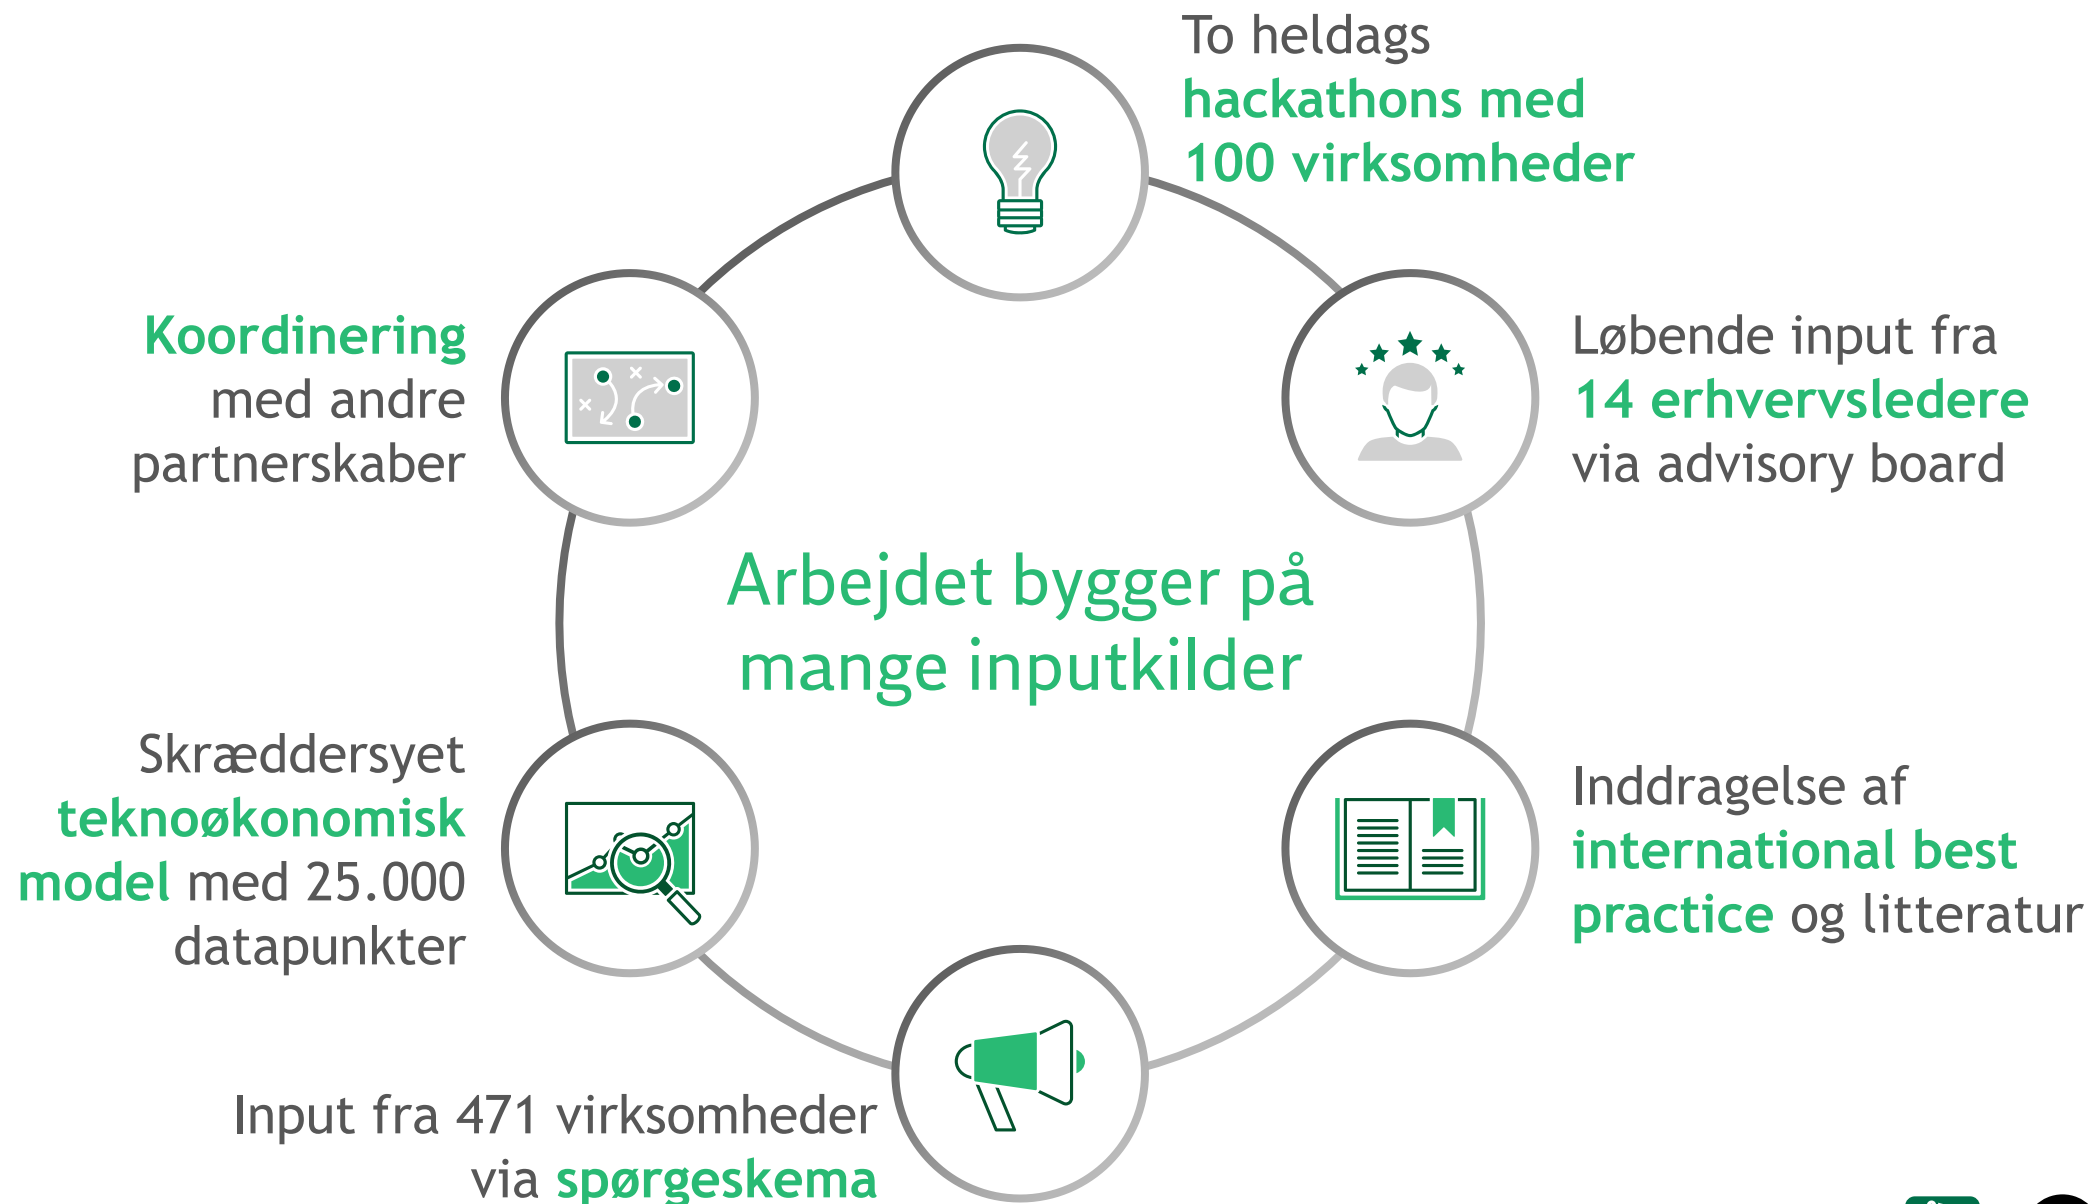 To heldags
hackathons med
100 virksomheder
Løbende input fra
14 erhvervsledere
via advisory board
Inddragelse af
international best
practice og litteratur
Input fra 471 virksomheder
via spørgeskema
Skræddersyet
teknoøkonomisk
model med 25.000
datapunkter
Koordinering
med andre
partnerskaber
Arbejdet bygger på
mange inputkilder